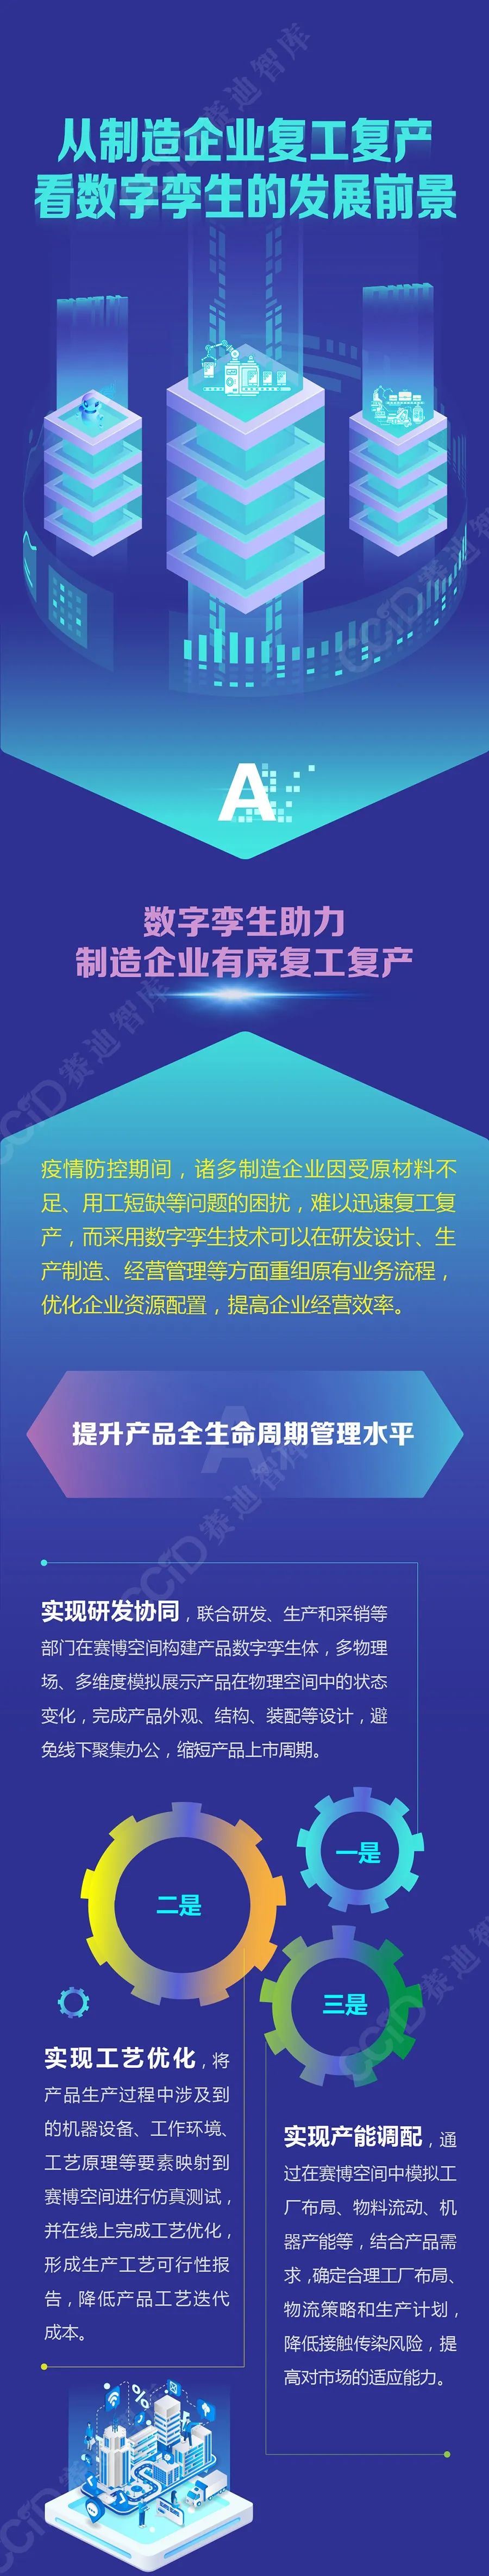 从制造企业复工复产
看数字孪生的发展前景
A
数字孪生助力
制造企业有序复工复产
疫情防控期间，诸多制造企业因受原材料不
足、用工短缺等问题的困扰，难以迅速复工复
产，而采用数字孪生技术可以在研发设计、生
产制造、经营管理等方面重组原有业务流程，
优化企业资源配置，提高企业经营效率。
提升产品全生命周期管理水平
实现研发协同，联合研发、生产和采销等
部门在赛博空间构建产品数字孪生体，多物理
场、多维度模拟展示产品在物理空间中的状态
变化，完成产品外观、结构、装配等设计，避
免线下聚集办公，缩短产品上市周期。
一是
二是
三是
实现工艺优化，将
产品生产过程中涉及到
的机器设备、工作环境、
工艺原理等要素映射到
赛博空间进行仿真测试，
并在线上完成工艺优化，
形成生产工艺可行性报
告，降低产品工艺迭代
成本。
实现产能调配，通
过在赛博空间中模拟工
厂布局、物料流动、机
器产能等，结合产品需
求，确定合理工厂布局、
物流策略和生产计划，
降低接触传染风险，提
高对市场的适应能力。
CCID赛迪智库
CCID赛迪智库
CCID赛迪智库
CCID赛迪智库
CCID赛迪智库